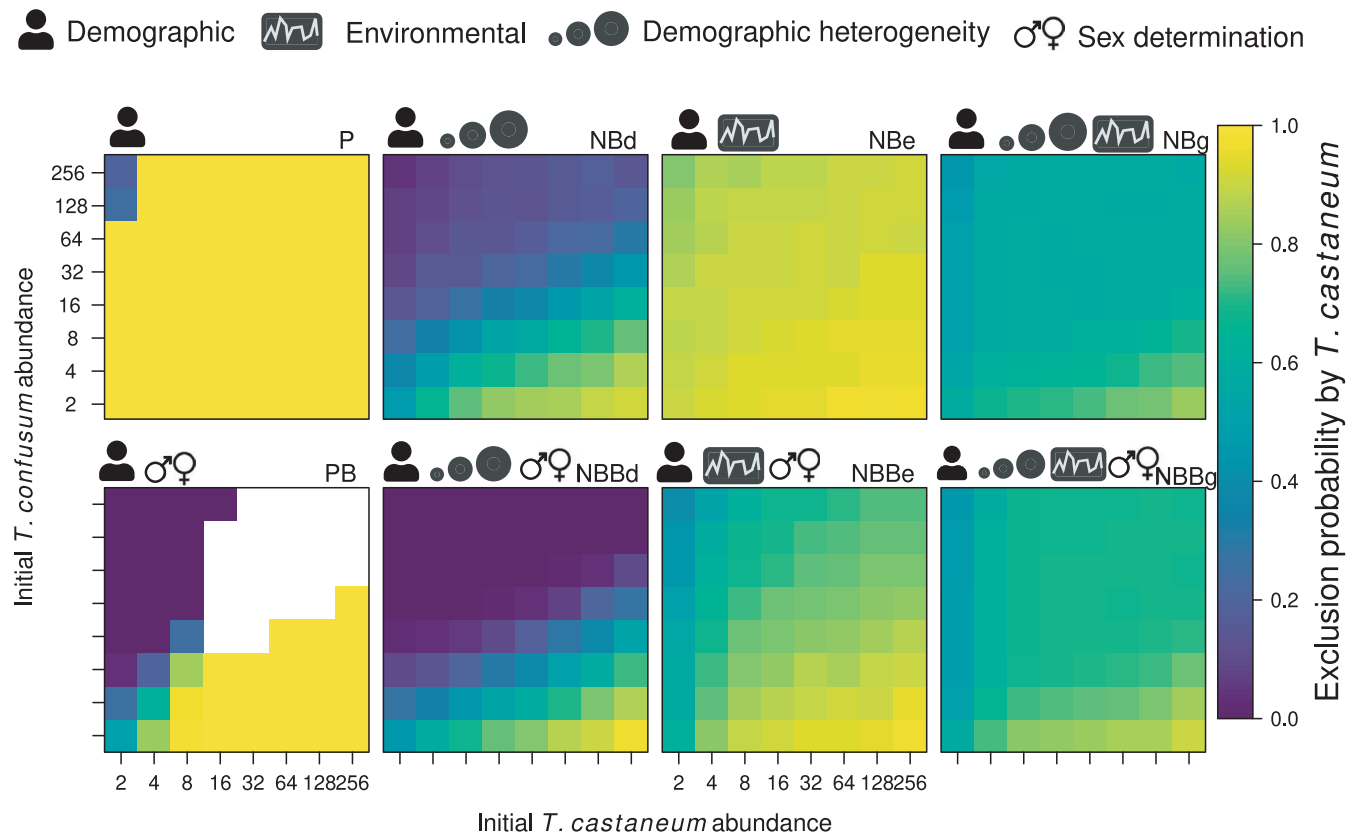 Demographic Environmental Demographic heterogeneity ♂♀ Sex determination
P NBd NBe NBg
256
128
64
32
16
8
4
2
Initial T. confusum abundance
♂♀ PB ♂♀ NBBd ♂♀ NBBe ♂♀ NBBg
2 4 8 16 32 64 128 256 2 4 8 16 32 64 128 256
Initial T. castaneum abundance
1.0
0.8
0.6
0.4
0.2
0.0
Exclusion probability by T. castaneum